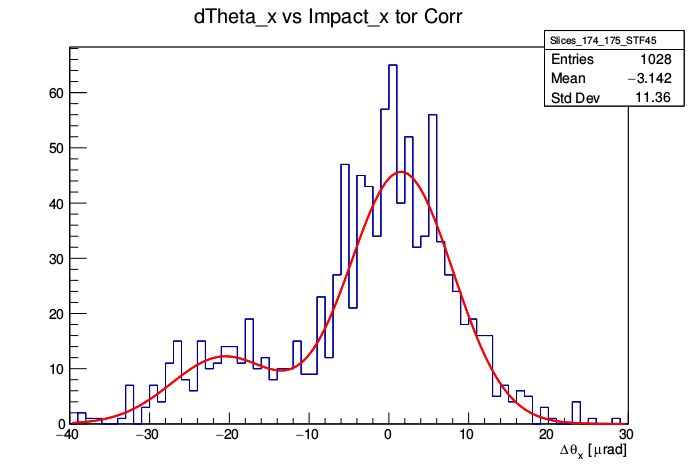 dTheta_x vs Impact_x tor Corr
Slices_174_175_STF45
Entries 1028
Mean −3.142
Std Dev 11.36
60
50
40
30
20
10
0
−40 −30 −20 −10 0 10 20 30
Δθx [μrad]